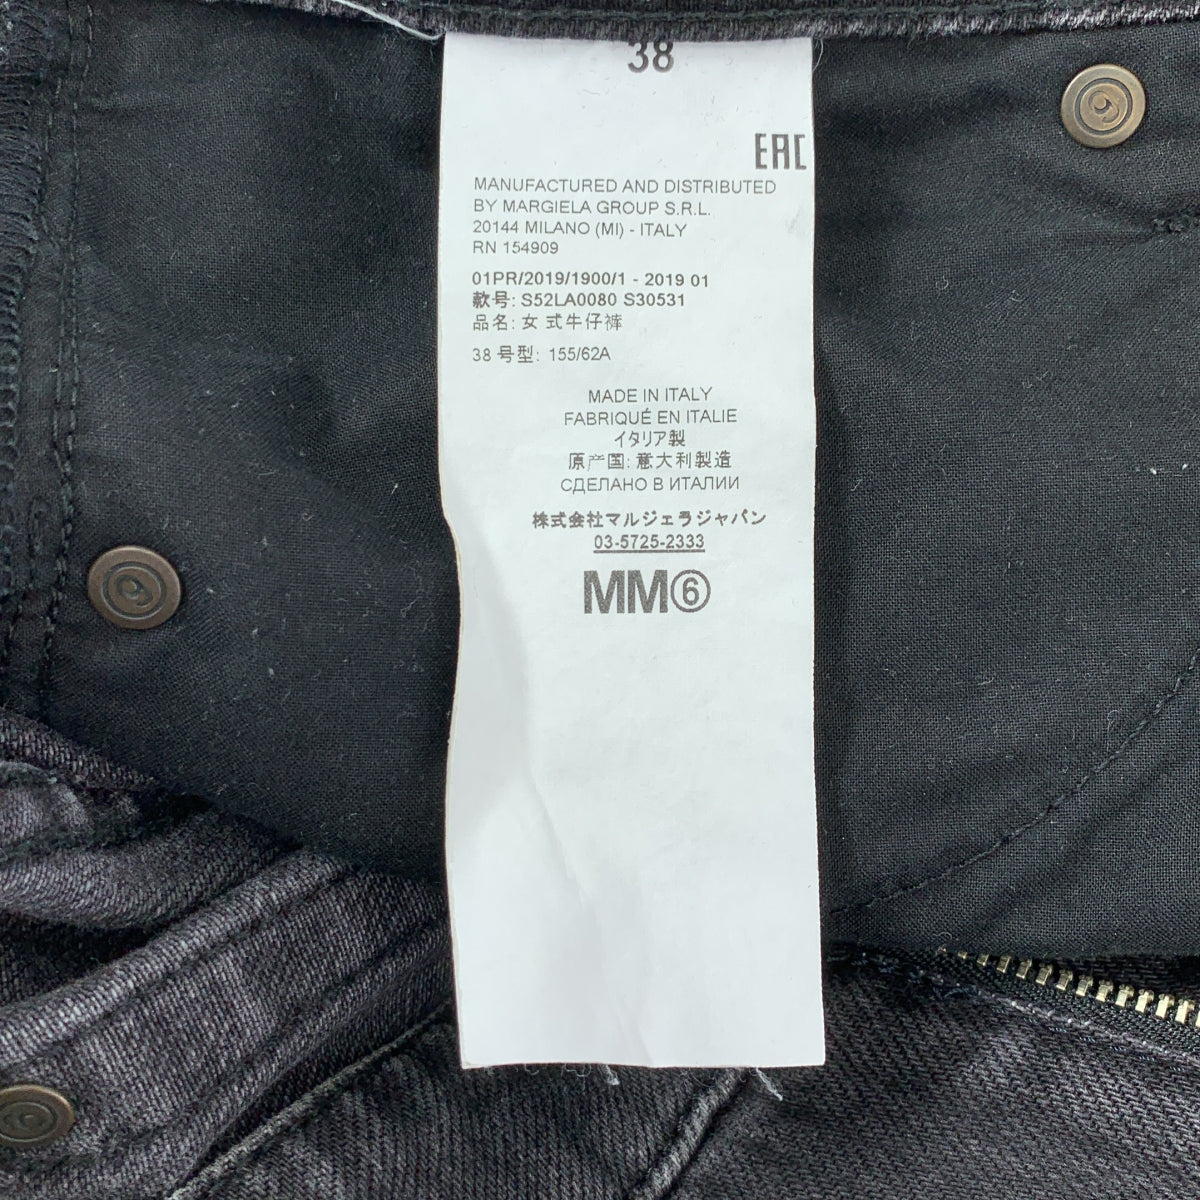 38
EAC
MANUFACTURED AND DISTRIBUTED
BY MARGIELA GROUP S.R.L.
20144 MILANO (MI) - ITALY
RN 154909
01PR/2019/1900/1 - 2019 01
款号: S52LA0080 S30531
品名: 女 式牛仔裤
38 号型: 155/62A
MADE IN ITALY
FABRIQUÉ EN ITALIE
イタリア製
原产国: 意大利製造
СДЕЛАНО В ИТАЛИИ
株式会社マルジェラジャパン
03-5725-2333
MM⑥
6
6
6